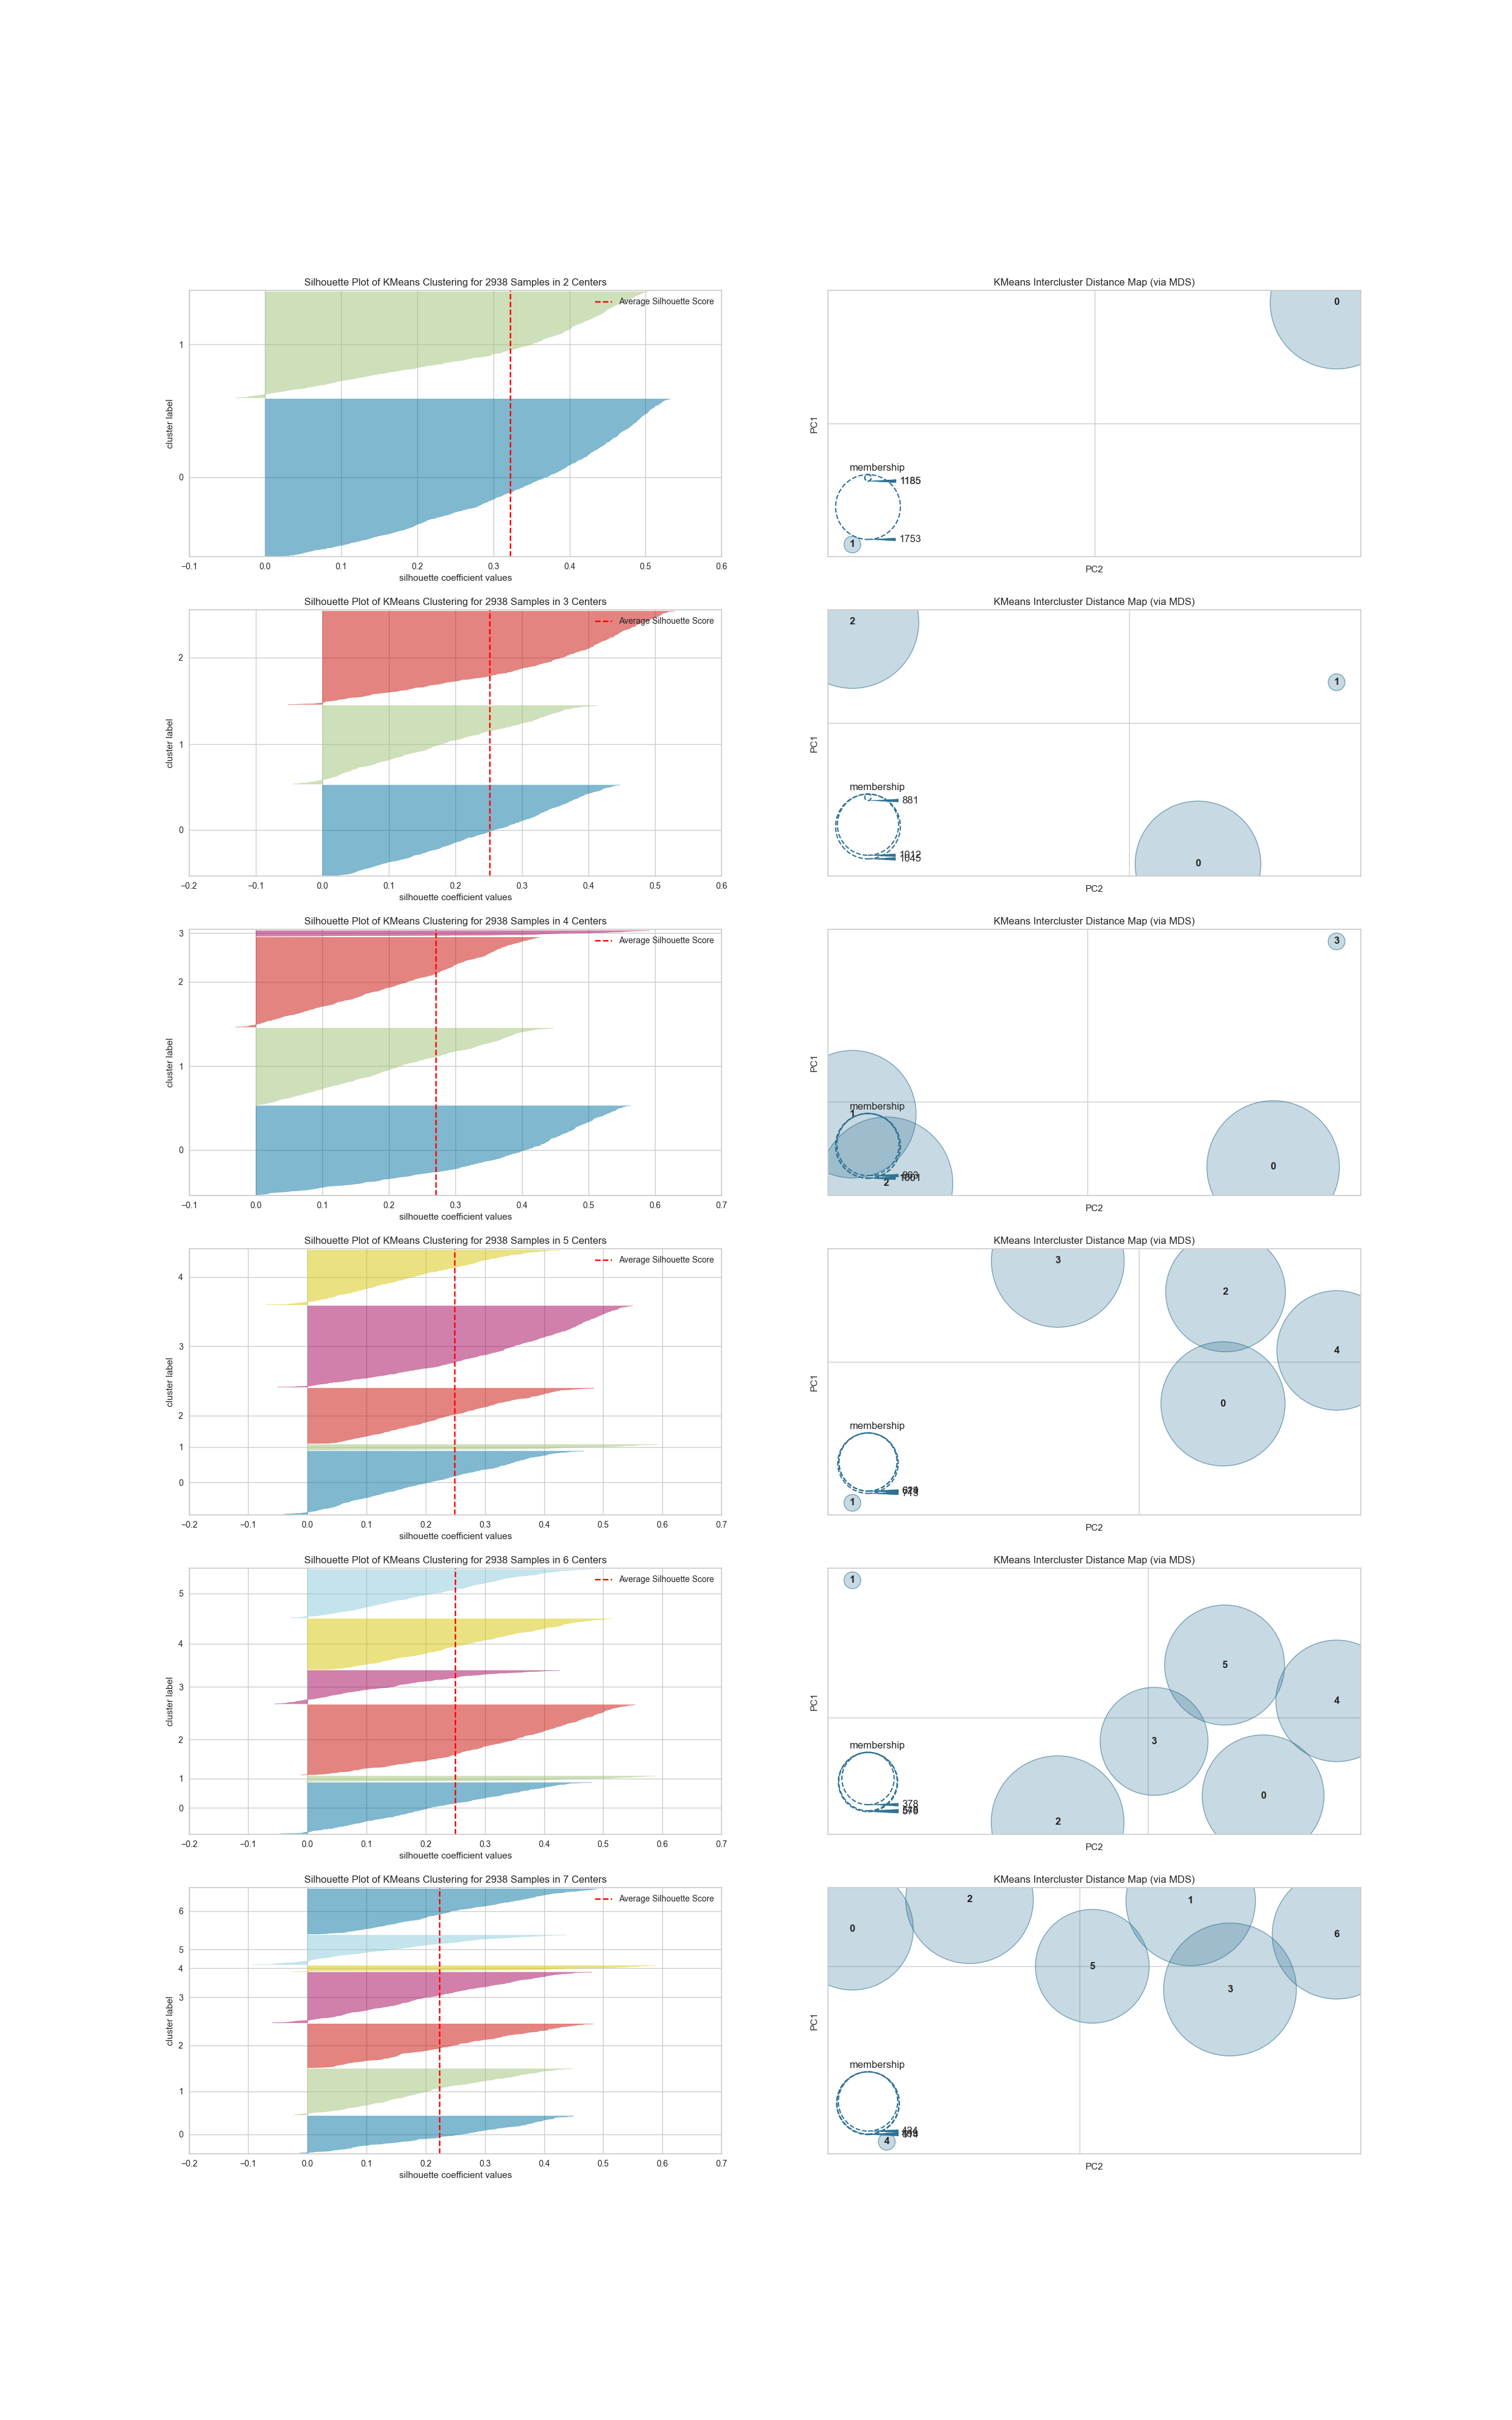 Silhouette Plot of KMeans Clustering for 2938 Samples in 2 Centers
Average Silhouette Score
cluster label
1
0
−0.1 0.0 0.1 0.2 0.3 0.4 0.5 0.6
silhouette coefficient values
KMeans Intercluster Distance Map (via MDS)
0
PC1
membership
1185
1753
1
PC2
Silhouette Plot of KMeans Clustering for 2938 Samples in 3 Centers
Average Silhouette Score
cluster label
2
1
0
−0.2 −0.1 0.0 0.1 0.2 0.3 0.4 0.5 0.6
silhouette coefficient values
KMeans Intercluster Distance Map (via MDS)
2
1
PC1
membership
881
1012
1045
0
PC2
Silhouette Plot of KMeans Clustering for 2938 Samples in 4 Centers
Average Silhouette Score
cluster label
3
2
1
0
−0.1 0.0 0.1 0.2 0.3 0.4 0.5 0.6 0.7
silhouette coefficient values
KMeans Intercluster Distance Map (via MDS)
3
PC1
membership
1
0
2
PC2
Silhouette Plot of KMeans Clustering for 2938 Samples in 5 Centers
Average Silhouette Score
cluster label
4
3
2
1
0
−0.2 −0.1 0.0 0.1 0.2 0.3 0.4 0.5 0.6 0.7
silhouette coefficient values
KMeans Intercluster Distance Map (via MDS)
3
2
4
PC1
0
membership
1
PC2
Silhouette Plot of KMeans Clustering for 2938 Samples in 6 Centers
Average Silhouette Score
cluster label
5
4
3
2
1
0
−0.2 −0.1 0.0 0.1 0.2 0.3 0.4 0.5 0.6 0.7
silhouette coefficient values
KMeans Intercluster Distance Map (via MDS)
1
5
4
PC1
3
membership
0
378
2
PC2
Silhouette Plot of KMeans Clustering for 2938 Samples in 7 Centers
Average Silhouette Score
cluster label
6
5
4
3
2
1
0
−0.2 −0.1 0.0 0.1 0.2 0.3 0.4 0.5 0.6 0.7
silhouette coefficient values
KMeans Intercluster Distance Map (via MDS)
2
1
0
6
5
3
PC1
membership
4
PC2